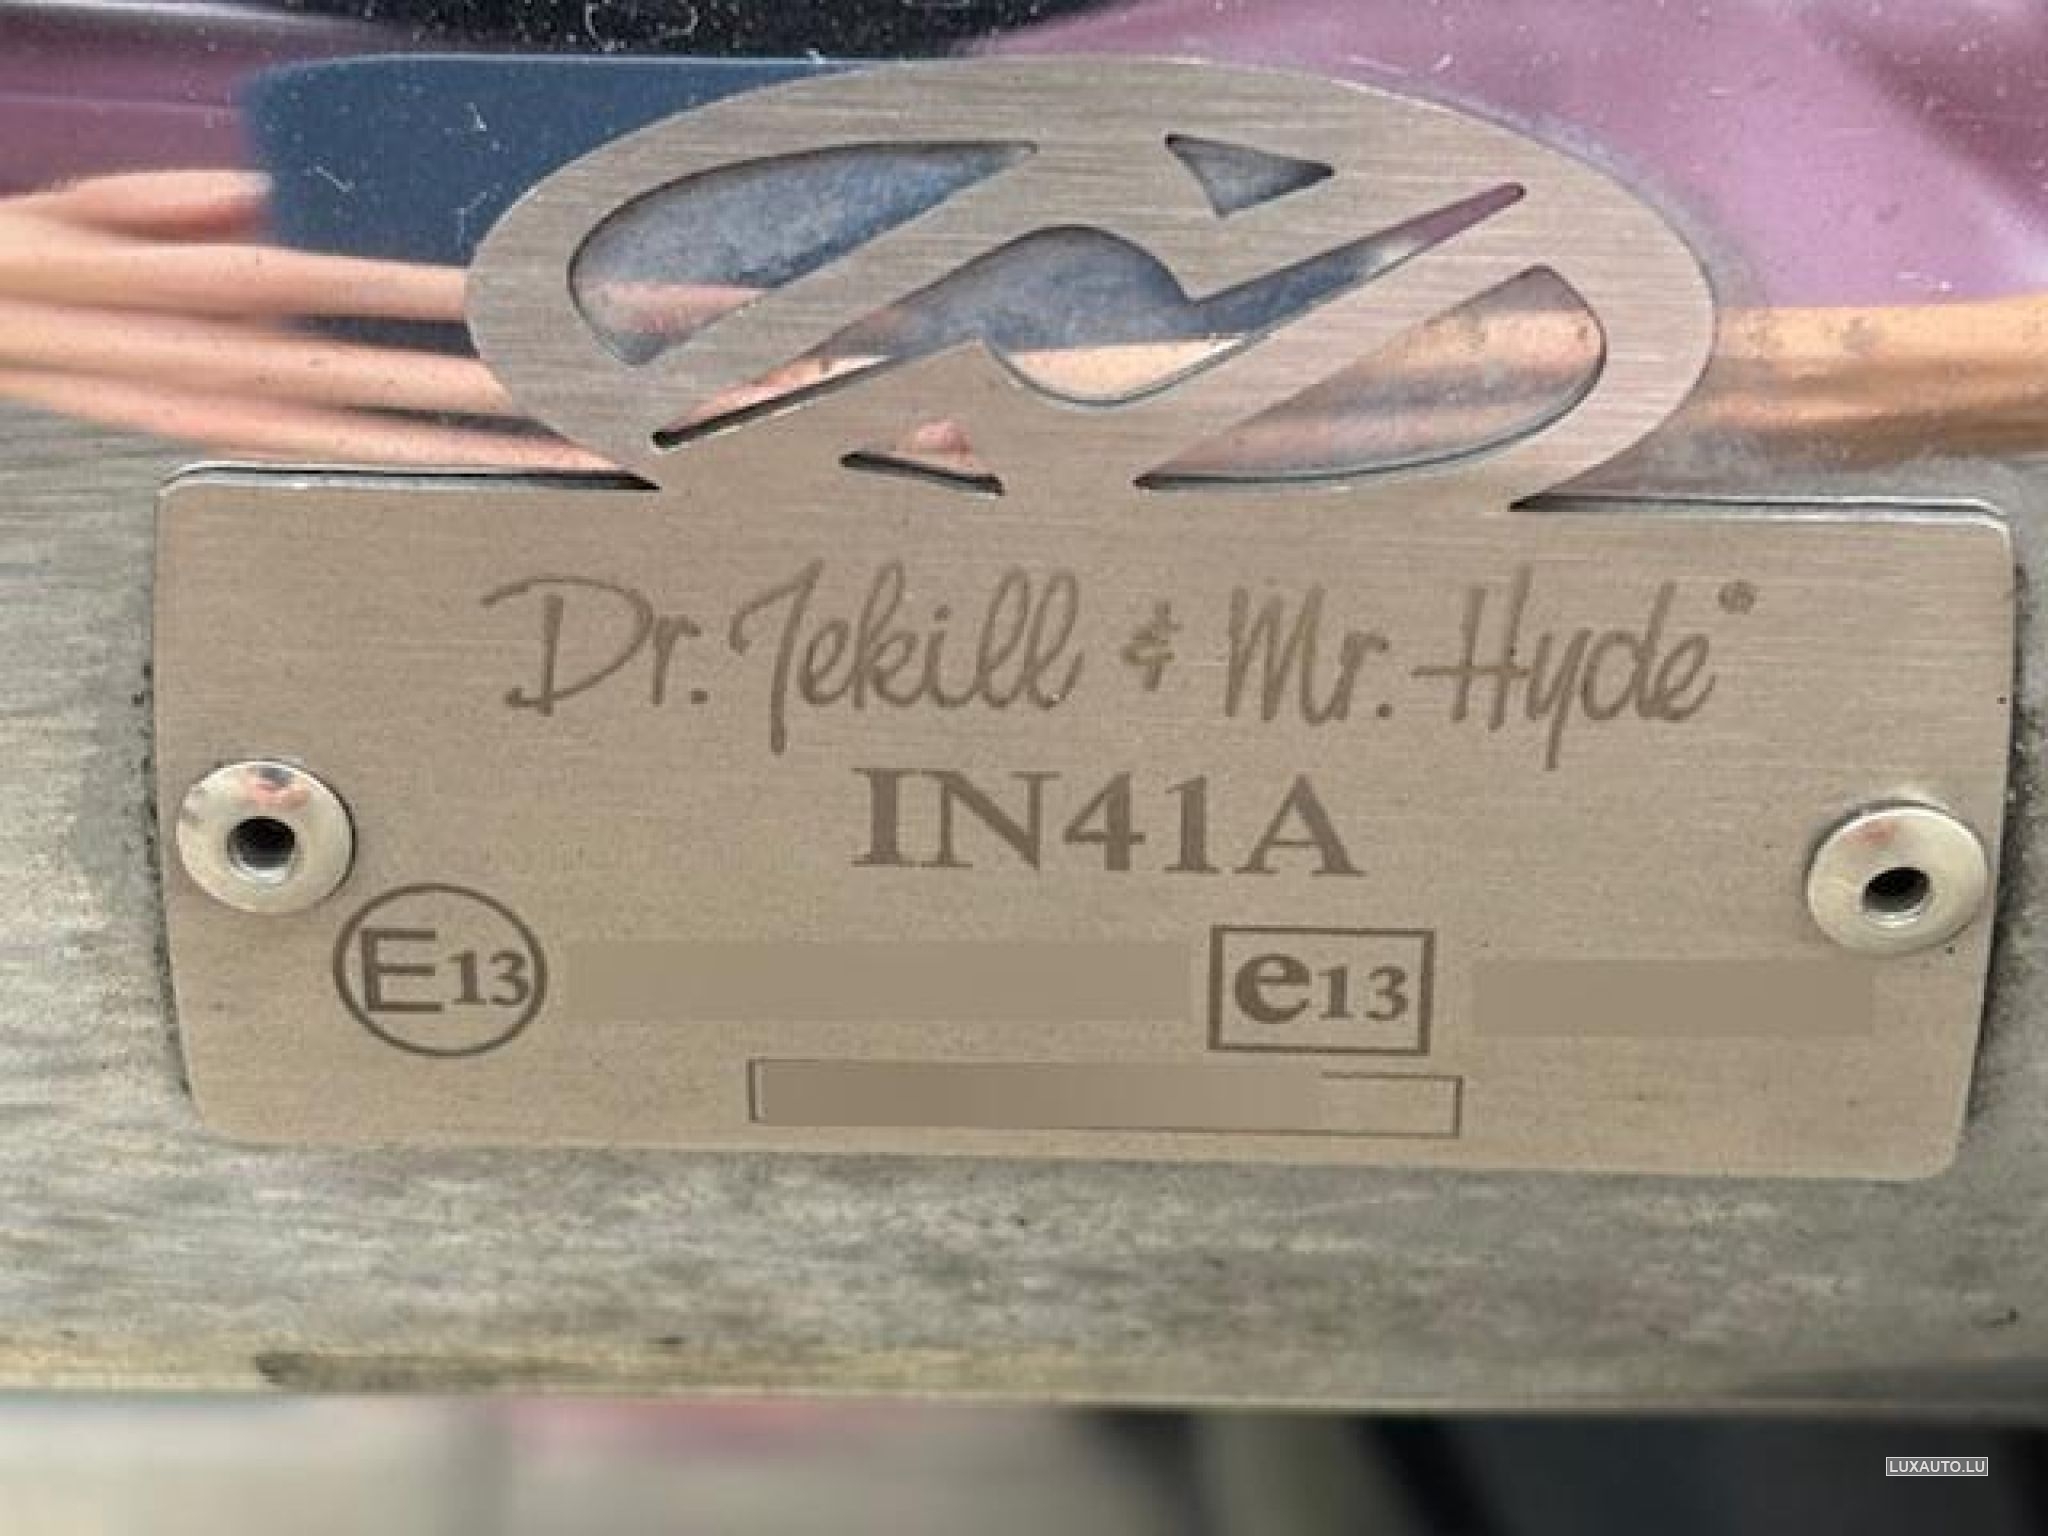 Dr. Jekill & Mr. Hyde®
IN41A
E13 e13
LUXAUTO.LU